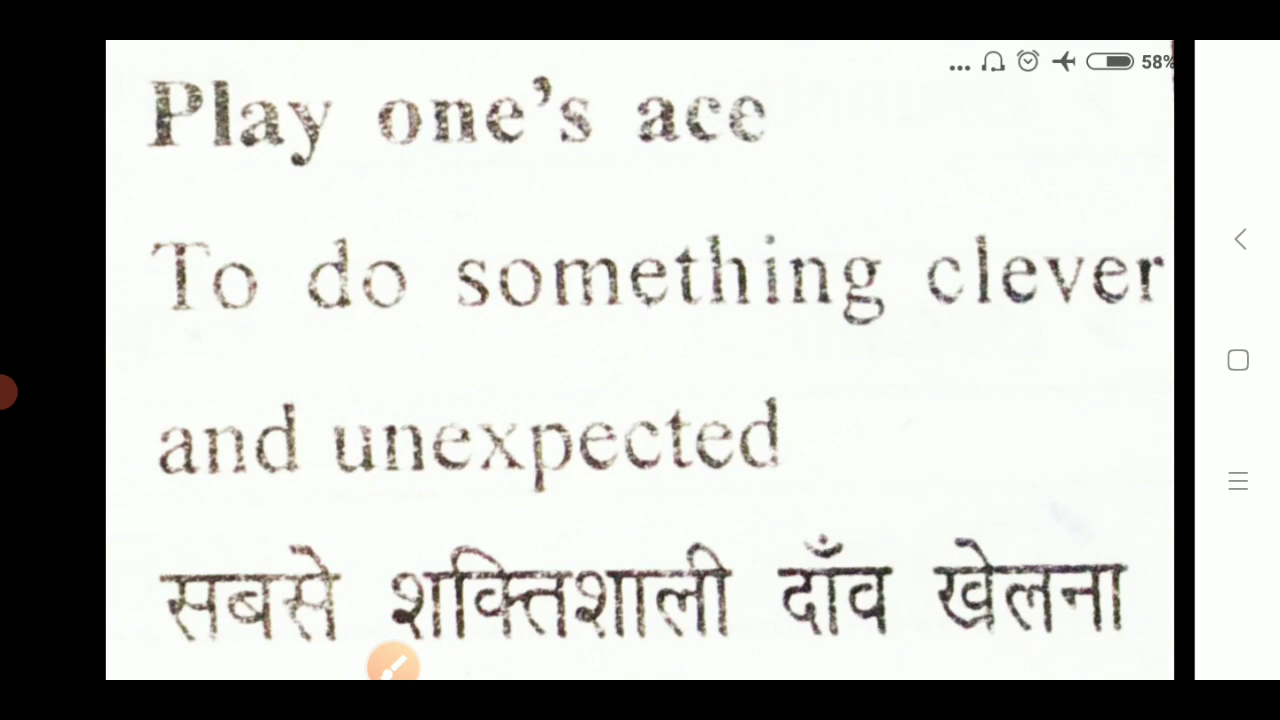 ... 58%
Play one's ace
To do something clever
and unexpected
सबसे शक्तिशाली दाँव खेलना